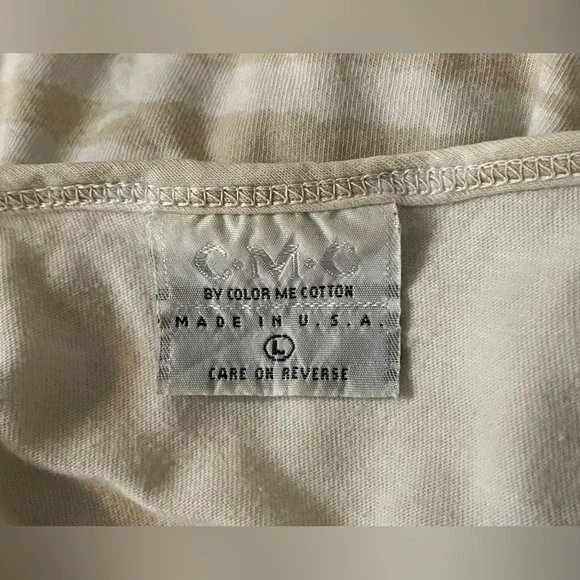 C·M·C
BY COLOR ME COTTON
MADE IN U.S.A.
L
CARE ON REVERSE